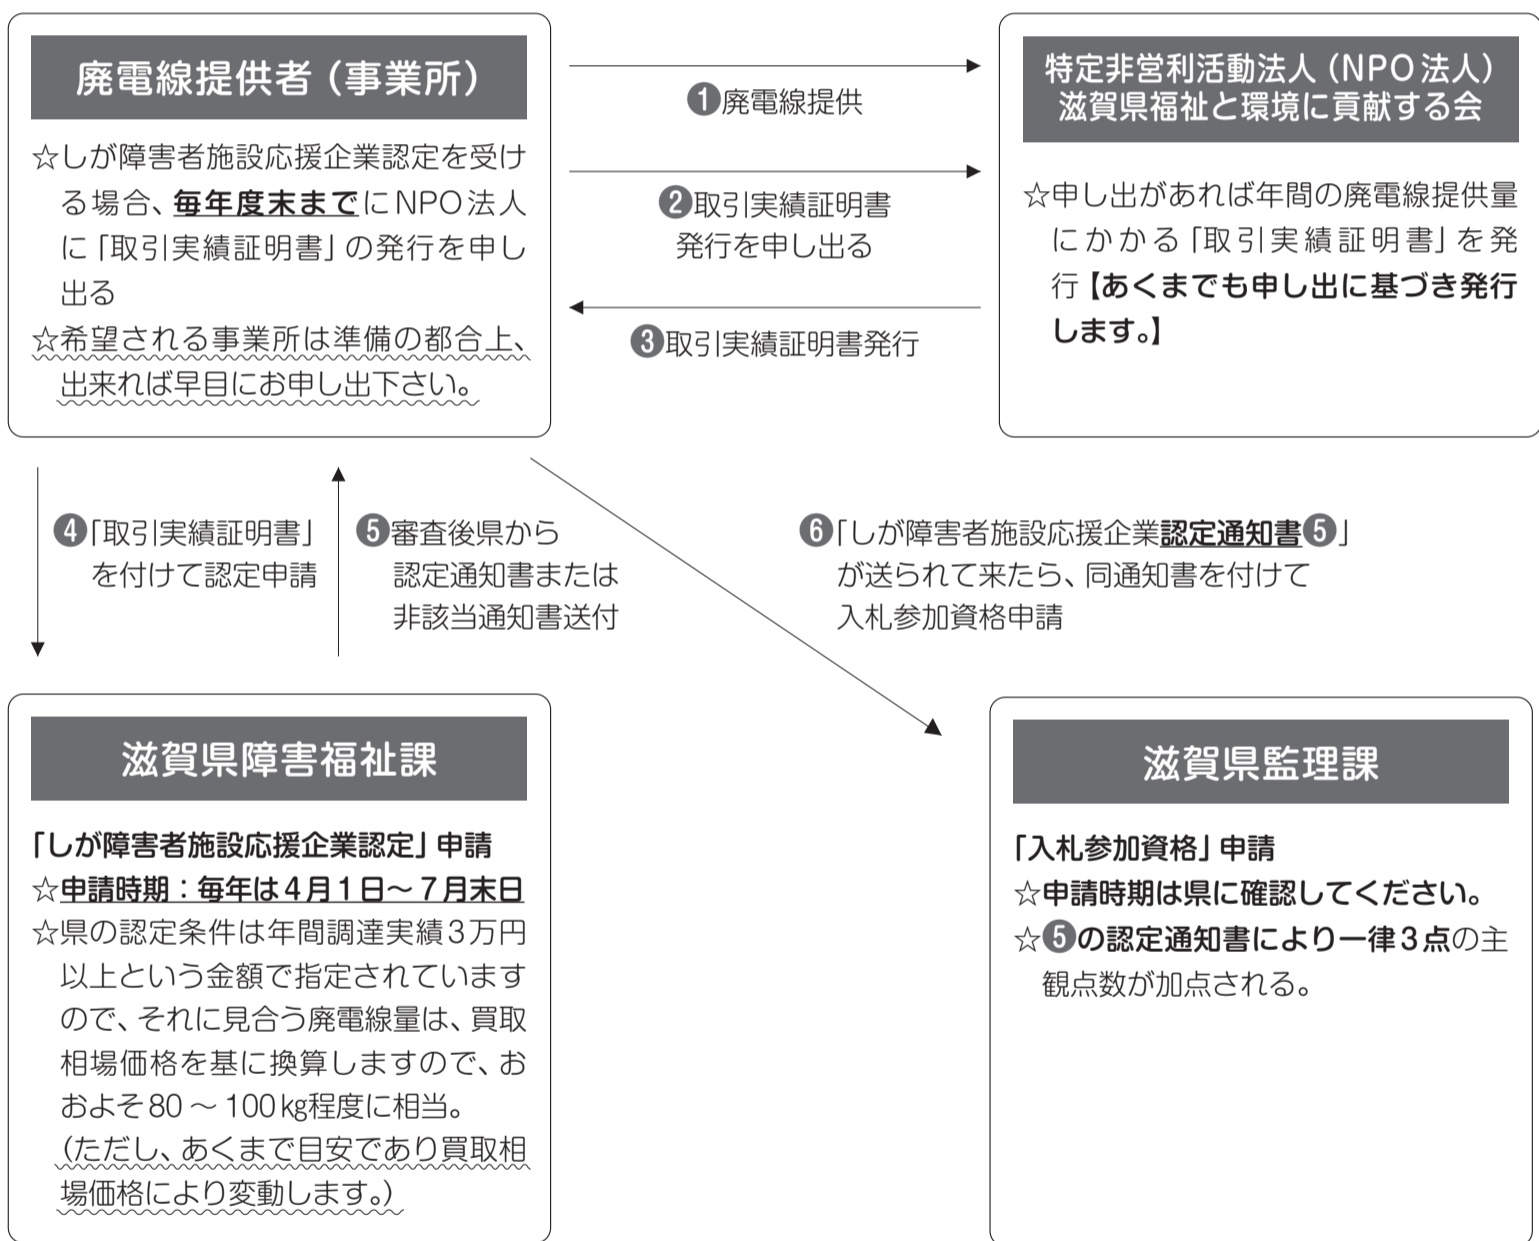 廃電線提供者（事業所）
☆しが障害者施設応援企業認定を受け
る場合、毎年度末までにNPO法人
に「取引実績証明書」の発行を申し
出る
☆希望される事業所は準備の都合上、
出来れば早目にお申し出下さい。
❶廃電線提供
❷取引実績証明書
発行を申し出る
❸取引実績証明書発行
特定非営利活動法人（NPO法人）
滋賀県福祉と環境に貢献する会
☆申し出があれば年間の廃電線提供量
にかかる「取引実績証明書」を発
行【あくまでも申し出に基づき発行
します。】
❹「取引実績証明書」
を付けて認定申請
❺審査後県から
認定通知書または
非該当通知書送付
❻「しが障害者施設応援企業認定通知書❺」
が送られて来たら、同通知書を付けて
入札参加資格申請
滋賀県障害福祉課
「しが障害者施設応援企業認定」申請
☆申請時期：毎年は4月1日～7月末日
☆県の認定条件は年間調達実績3万円
以上という金額で指定されています
ので、それに見合う廃電線量は、買取
相場価格を基に換算しますので、お
およそ80～100㎏程度に相当。
（ただし、あくまで目安であり買取相
場価格により変動します。）
滋賀県監理課
「入札参加資格」申請
☆申請時期は県に確認してください。
☆❺の認定通知書により一律3点の主
観点数が加点される。